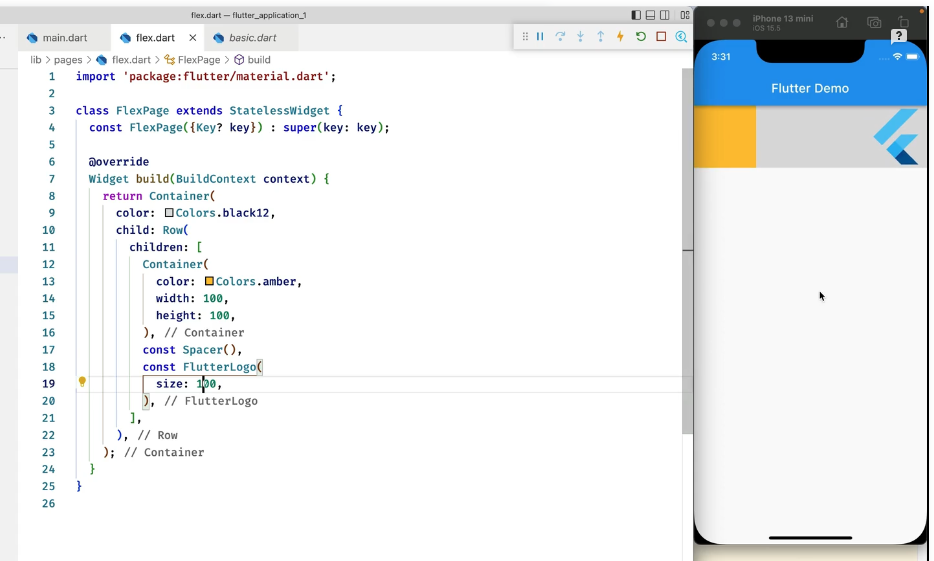 flex.dart — flutter_application_1
main.dart
flex.dart
basic.dart
lib > pages > flex.dart > FlexPage > build
1 import 'package:flutter/material.dart';
2
3 class FlexPage extends StatelessWidget {
4 const FlexPage({Key? key}) : super(key: key);
5
6 @override
7 Widget build(BuildContext context) {
8 return Container(
9 color: Colors.black12,
10 child: Row(
11 children: [
12 Container(
13 color: Colors.amber,
14 width: 100,
15 height: 100,
16 ), // Container
17 const Spacer(),
18 const FlutterLogo(
19 size: 100,
20 ), // FlutterLogo
21 ],
22 ), // Row
23 ); // Container
24 }
25 }
26
iPhone 13 mini
iOS 15.5
?
3:31
Flutter Demo